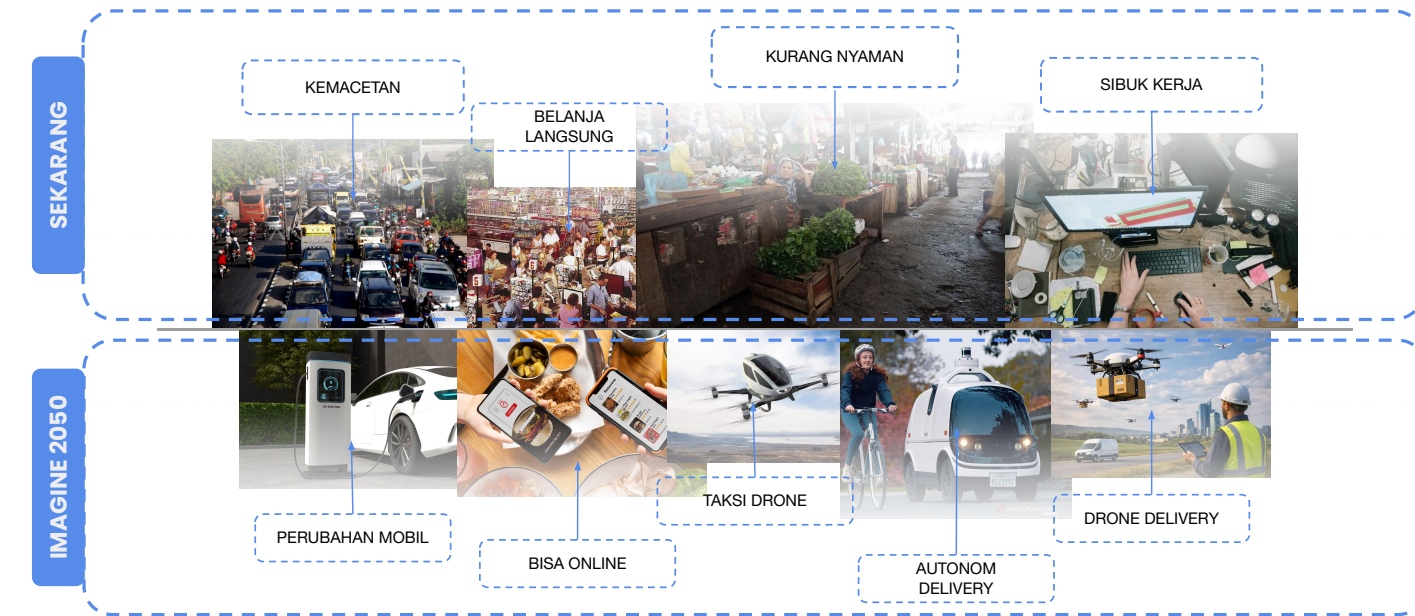 SEKARANG
KEMACETAN
BELANJA
LANGSUNG
KURANG NYAMAN
SIBUK KERJA
IMAGINE 2050
PERUBAHAN MOBIL
BISA ONLINE
TAKSI DRONE
AUTONOM
DELIVERY
DRONE DELIVERY